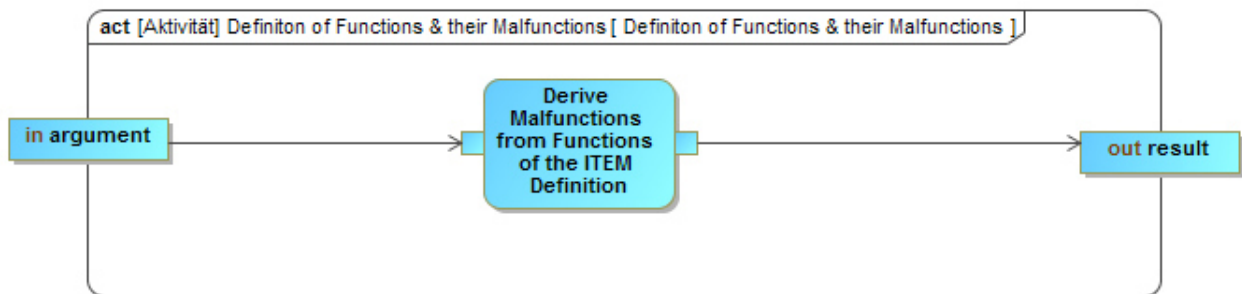 act [Aktivität] Definiton of Functions & their Malfunctions [ Definiton of Functions & their Malfunctions ]
in argument
Derive
Malfunctions
from Functions
of the ITEM
Definition
out result